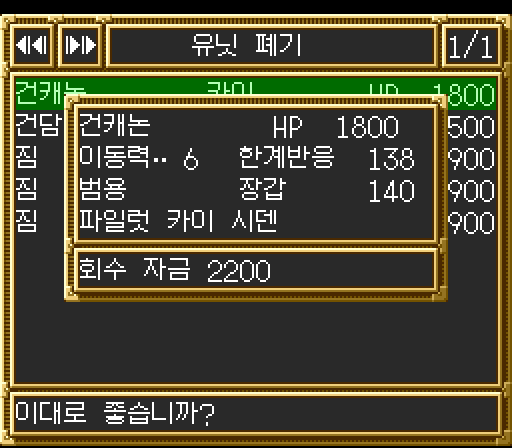 유닛 폐기 1/1
건캐논 카이 HP 1800
건담 500
짐 900
짐 900
짐 900
건캐논 HP 1800
이동력‥ 6 한계반응 138
범용 장갑 140
파일럿 카이 시덴
회수 자금 2200
이대로 좋습니까?